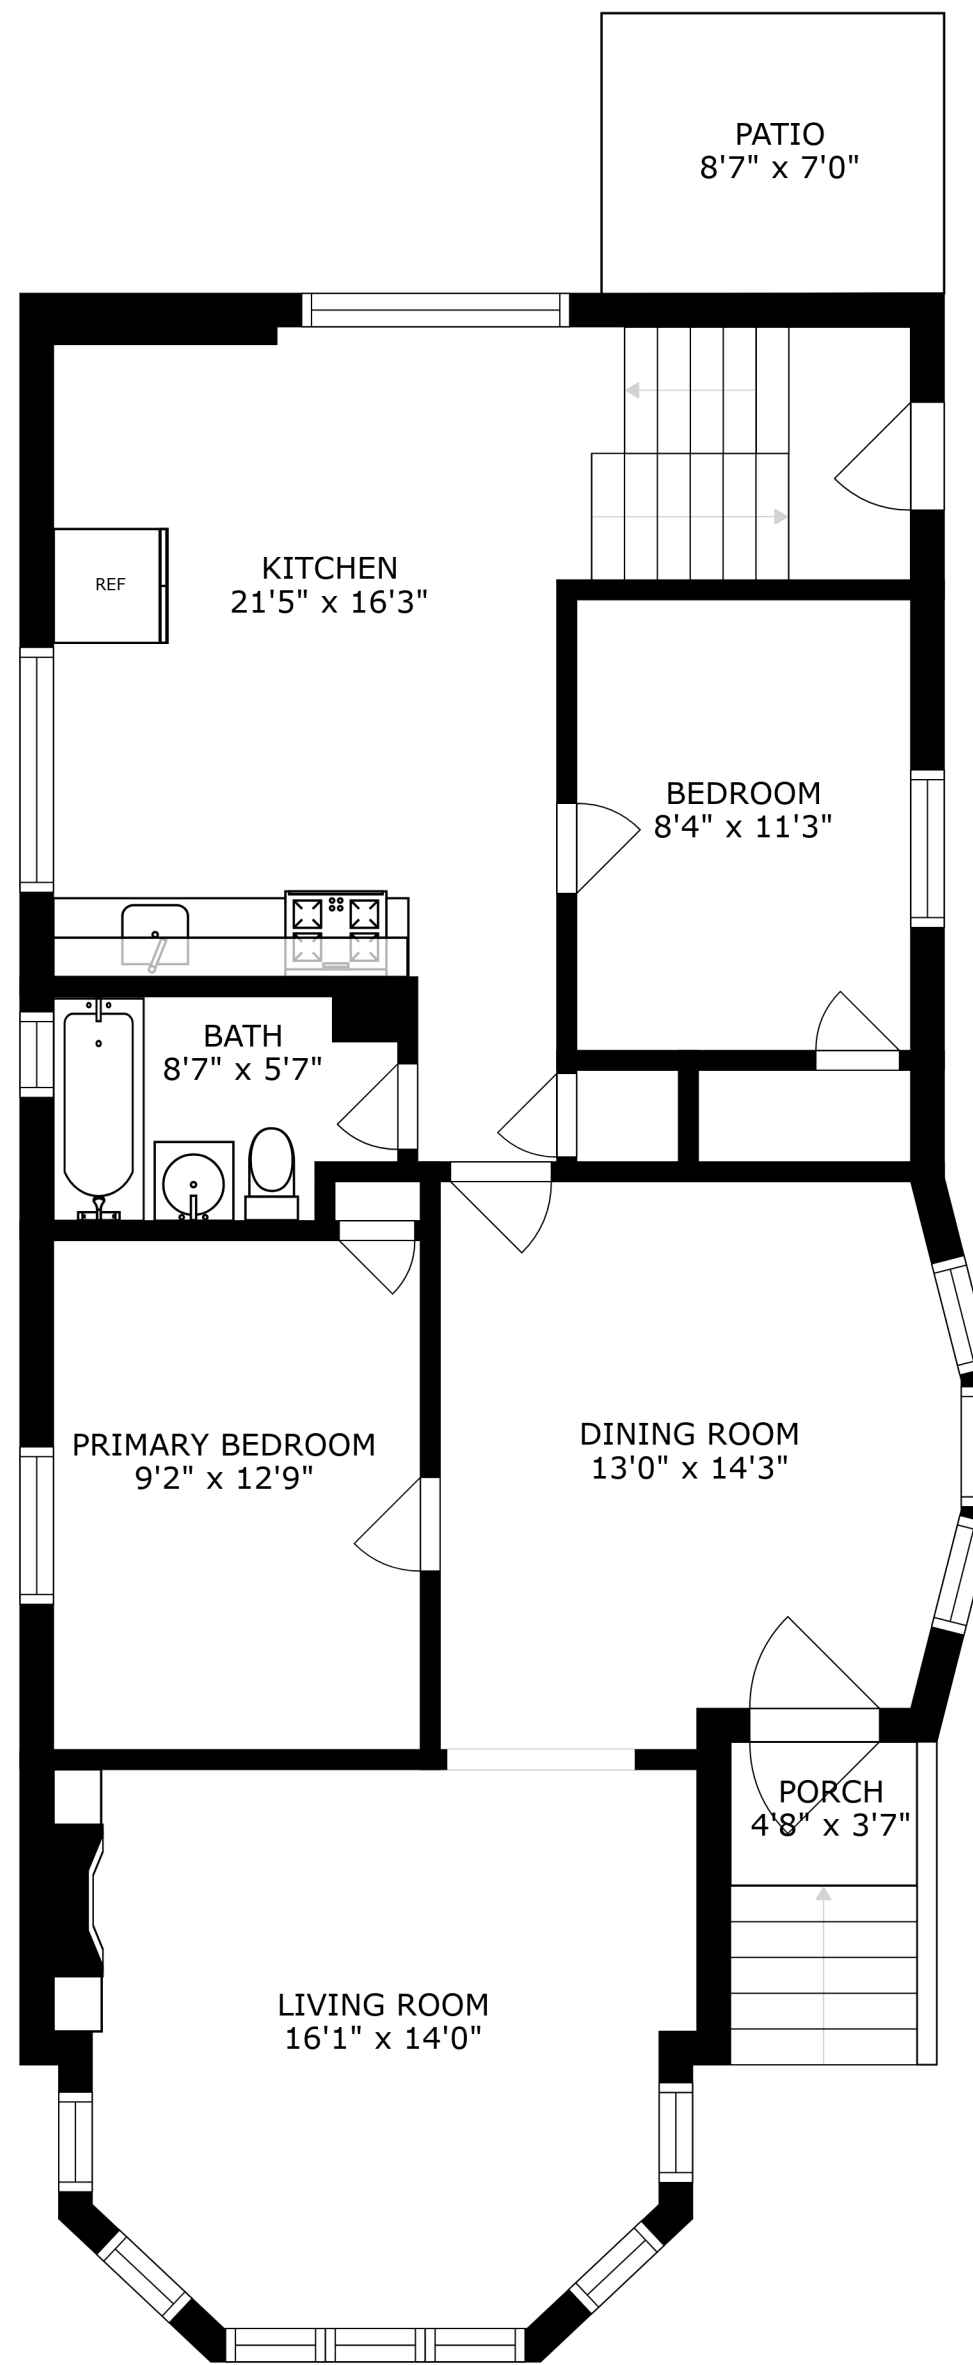 PATIO
8'7" x 7'0"
KITCHEN
21'5" x 16'3"
REF
BEDROOM
8'4" x 11'3"
BATH
8'7" x 5'7"
PRIMARY BEDROOM
9'2" x 12'9"
DINING ROOM
13'0" x 14'3"
PORCH
4'8" x 3'7"
LIVING ROOM
16'1" x 14'0"